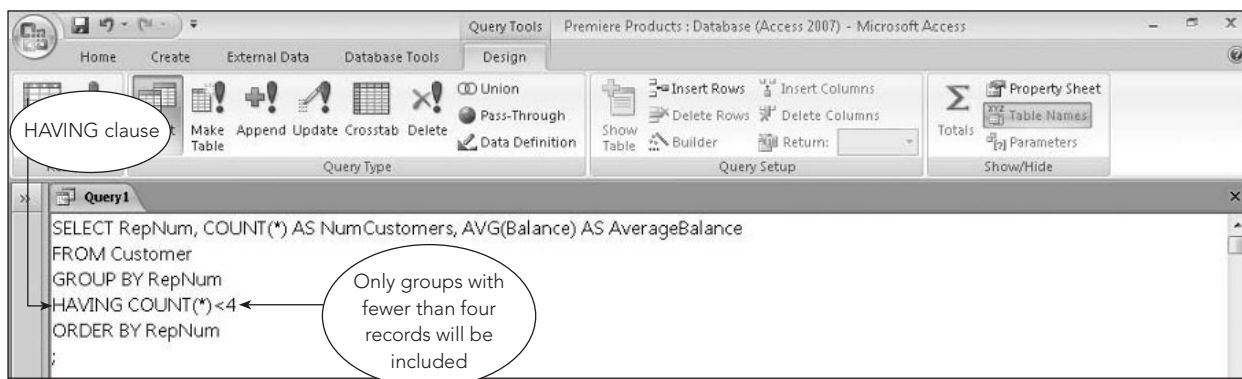 Query Tools
Premiere Products : Database (Access 2007) - Microsoft Access
Home Create External Data Database Tools Design
HAVING clause
Make Table
Append
Update
Crosstab
Delete
Union
Pass-Through
Data Definition
Query Type
Show Table
Insert Rows
Delete Rows
Builder
Insert Columns
Delete Columns
Return:
Query Setup
Totals
Property Sheet
XYZ
Table Names
Parameters
Show/Hide
Query1
SELECT RepNum, COUNT(*) AS NumCustomers, AVG(Balance) AS AverageBalance
FROM Customer
GROUP BY RepNum
HAVING COUNT(*)<4
ORDER BY RepNum
;
Only groups with
fewer than four
records will be
included